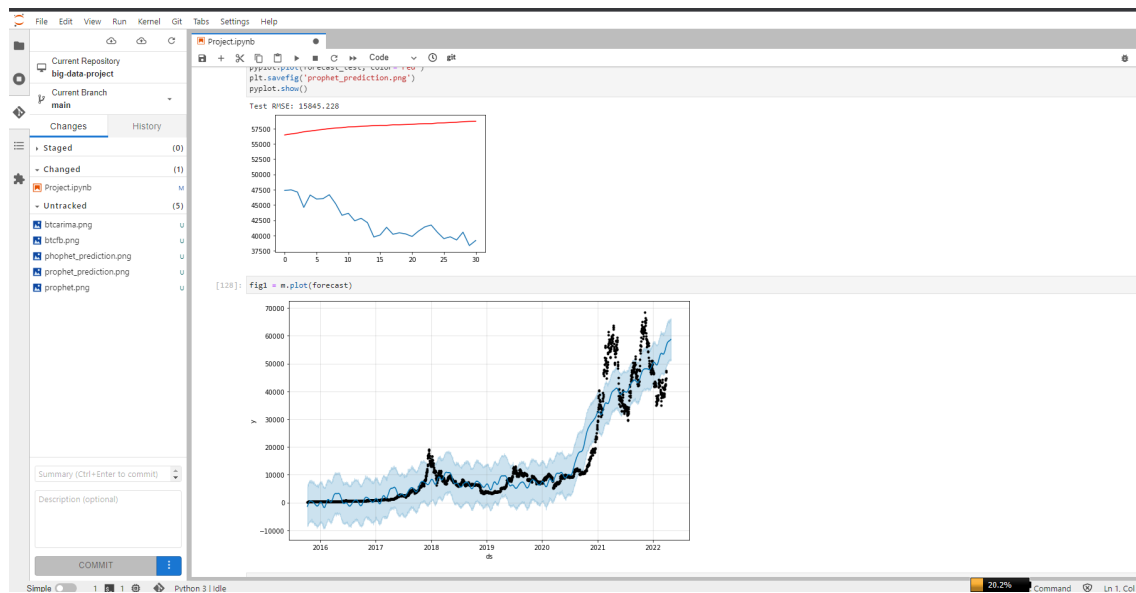 File Edit View Run Kernel Git Tabs Settings Help
Current Repository
big-data-project
Current Branch
main
Changes History
Staged (0)
Changed (1)
Project.ipynb M
Untracked (5)
btcarima.png U
btcfb.png U
phophet_prediction.png U
prophet_prediction.png U
prophet.png U
Summary (Ctrl+Enter to commit)
Description (optional)
COMMIT
Project.ipynb
Code git
plt.savefig('prophet_prediction.png')
pyplot.show()
Test RMSE: 15845.228
57500
55000
52500
50000
47500
45000
42500
40000
37500
0 5 10 15 20 25 30
[128]: fig1 = m.plot(forecast)
70000
60000
50000
40000
30000
20000
10000
0
−10000
y
2016 2017 2018 2019 2020 2021 2022
ds
Simple 1 1 Python 3 | Idle 20.2% Command Ln 1, Col